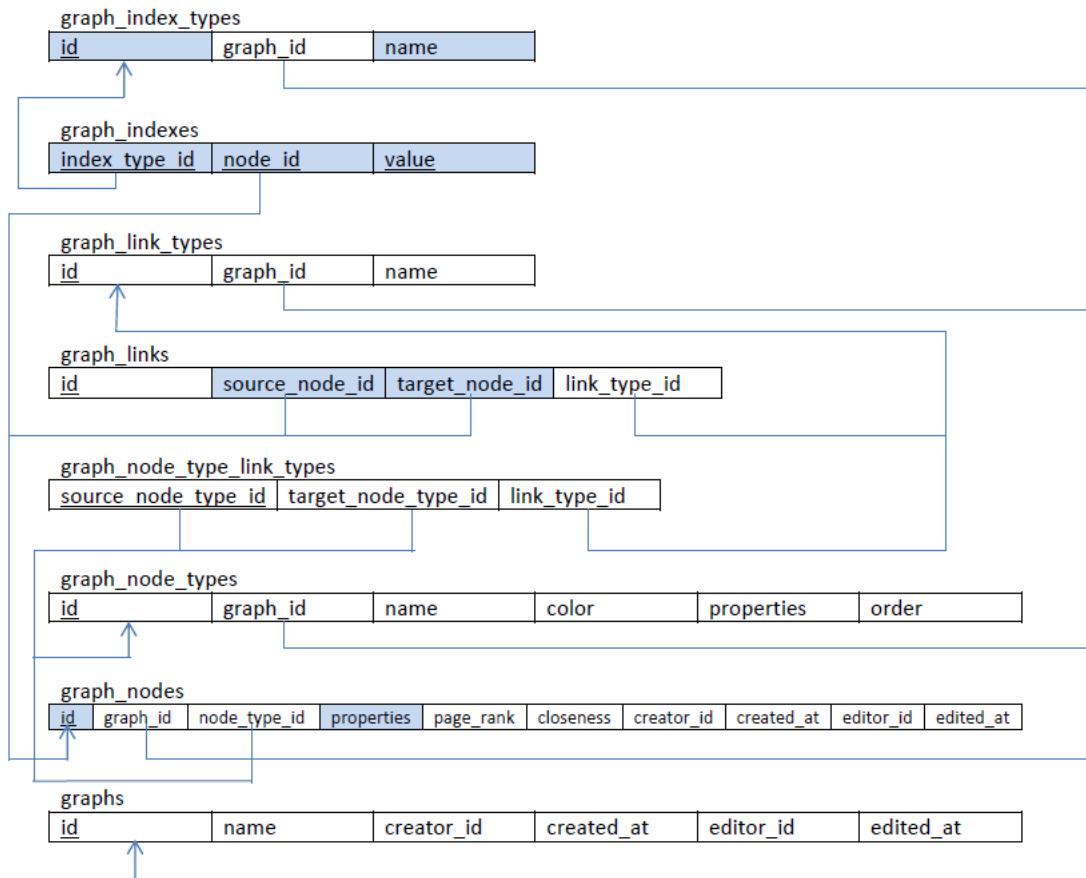 graph_index_types
id graph_id name
graph_indexes
index_type_id node_id value
graph_link_types
id graph_id name
graph_links
id source_node_id target_node_id link_type_id
graph_node_type_link_types
source_node_type_id target_node_type_id link_type_id
graph_node_types
id graph_id name color properties order
graph_nodes
id graph_id node_type_id properties page_rank closeness creator_id created_at editor_id edited_at
graphs
id name creator_id created_at editor_id edited_at